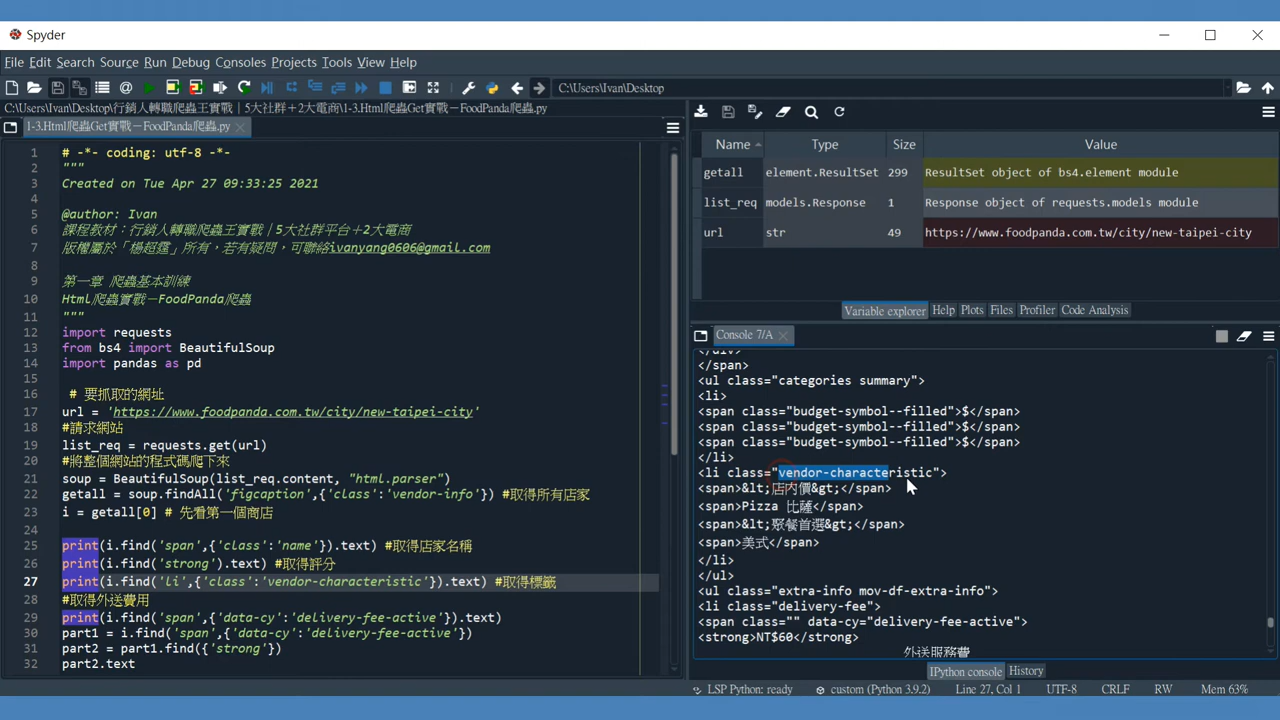 Spyder
File Edit Search Source Run Debug Consoles Projects Tools View Help
C:\Users\Ivan\Desktop
C:\Users\Ivan\Desktop\行銷人轉職爬蟲王實戰｜5大社群＋2大電商\1-3.Html爬蟲Get實戰－FoodPanda爬蟲.py
1-3.Html爬蟲Get實戰－FoodPanda爬蟲.py
1 # -*- coding: utf-8 -*-
2 """
3 Created on Tue Apr 27 09:33:25 2021
4
5 @author: Ivan
6 課程教材：行銷人轉職爬蟲王實戰｜5大社群平台＋2大電商
7 版權屬於「楊超霆」所有，若有疑問，可聯絡ivanyang0606@gmail.com
8
9 第一章 爬蟲基本訓練
10 Html爬蟲實戰－FoodPanda爬蟲
11 """
12 import requests
13 from bs4 import BeautifulSoup
14 import pandas as pd
15
16 # 要抓取的網址
17 url = 'https://www.foodpanda.com.tw/city/new-taipei-city'
18 #請求網站
19 list_req = requests.get(url)
20 #將整個網站的程式碼爬下來
21 soup = BeautifulSoup(list_req.content, "html.parser")
22 getall = soup.findAll('figcaption',{'class':'vendor-info'}) #取得所有店家
23 i = getall[0] # 先看第一個商店
24
25 print(i.find('span',{'class':'name'}).text) #取得店家名稱
26 print(i.find('strong').text) #取得評分
27 print(i.find('li',{'class':'vendor-characteristic'}).text) #取得標籤
28 #取得外送費用
29 print(i.find('span',{'data-cy':'delivery-fee-active'}).text)
30 part1 = i.find('span',{'data-cy':'delivery-fee-active'})
31 part2 = part1.find({'strong'})
32 part2.text
Name Type Size Value
getall element.ResultSet 299 ResultSet object of bs4.element module
list_req models.Response 1 Response object of requests.models module
url str 49 https://www.foodpanda.com.tw/city/new-taipei-city
Variable explorer Help Plots Files Profiler Code Analysis
Console 7/A
</div>
</span>
<ul class="categories summary">
<li>
<span class="budget-symbol--filled">$</span>
<span class="budget-symbol--filled">$</span>
<span class="budget-symbol--filled">$</span>
</li>
<li class="vendor-characteristic">
<span>&lt;店內價&gt;</span>
<span>Pizza 比薩</span>
<span>&lt;聚餐首選&gt;</span>
<span>美式</span>
</li>
</ul>
<ul class="extra-info mov-df-extra-info">
<li class="delivery-fee">
<span class="" data-cy="delivery-fee-active">
<strong>NT$60</strong>
外送服務費
IPython console History
LSP Python: ready custom (Python 3.9.2) Line 27, Col 1 UTF-8 CRLF RW Mem 63%